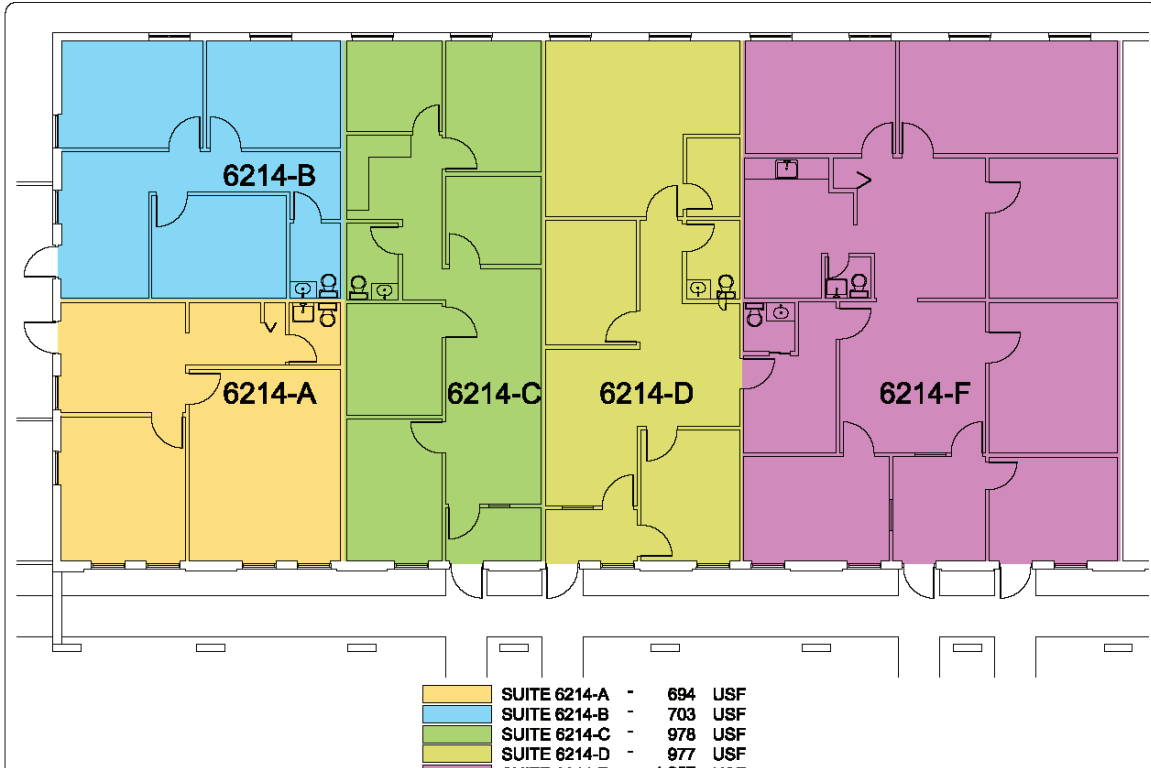 6214-B
6214-A
6214-C
6214-D
6214-F
SUITE 6214-A - 694 USF
SUITE 6214-B - 703 USF
SUITE 6214-C - 978 USF
SUITE 6214-D - 977 USF